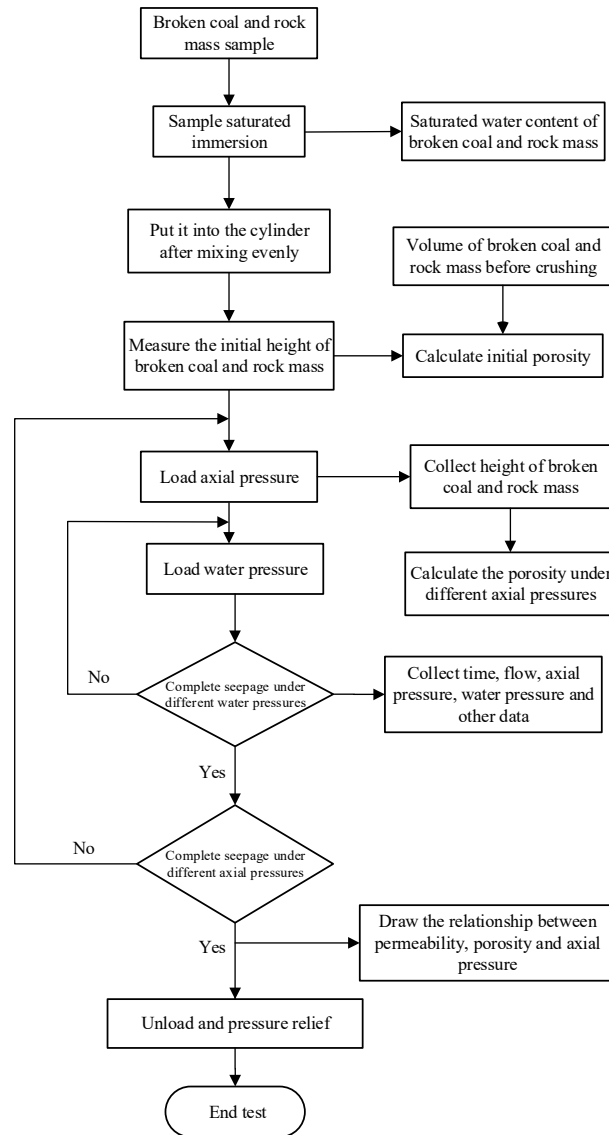 Broken coal and rock
mass sample
Sample saturated
immersion
Saturated water content of
broken coal and rock mass
Put it into the cylinder
after mixing evenly
Volume of broken coal and
rock mass before crushing
Measure the initial height of
broken coal and rock mass
Calculate initial porosity
Load axial pressure
Collect height of broken
coal and rock mass
Load water pressure
Calculate the porosity under
different axial pressures
No
Complete seepage under
different water pressures
Collect time, flow, axial
pressure, water pressure and
other data
Yes
No
Complete seepage under
different axial pressures
Yes
Draw the relationship between
permeability, porosity and axial
pressure
Unload and pressure relief
End test